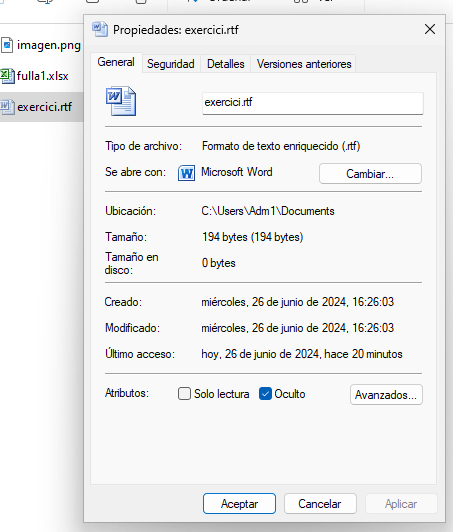 Propiedades: exercici.rtf
imagen.png
fulla1.xlsx
exercici.rtf
General Seguridad Detalles Versiones anteriores
exercici.rtf
Tipo de archivo: Formato de texto enriquecido (.rtf)
Se abre con: Microsoft Word Cambiar...
Ubicación: C:\Users\Adm1\Documents
Tamaño: 194 bytes (194 bytes)
Tamaño en
disco: 0 bytes
Creado: miércoles, 26 de junio de 2024, 16:26:03
Modificado: miércoles, 26 de junio de 2024, 16:26:03
Último acceso: hoy, 26 de junio de 2024, hace 20 minutos
Atributos: Solo lectura Oculto Avanzados...
Aceptar Cancelar Aplicar